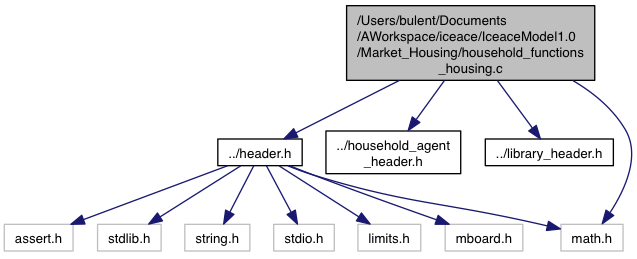 /Users/bulent/Documents
/AWorkspace/iceace/IceaceModel1.0
/Market_Housing/household_functions
_housing.c
../header.h
../household_agent
_header.h
../library_header.h
assert.h
stdlib.h
string.h
stdio.h
limits.h
mboard.h
math.h